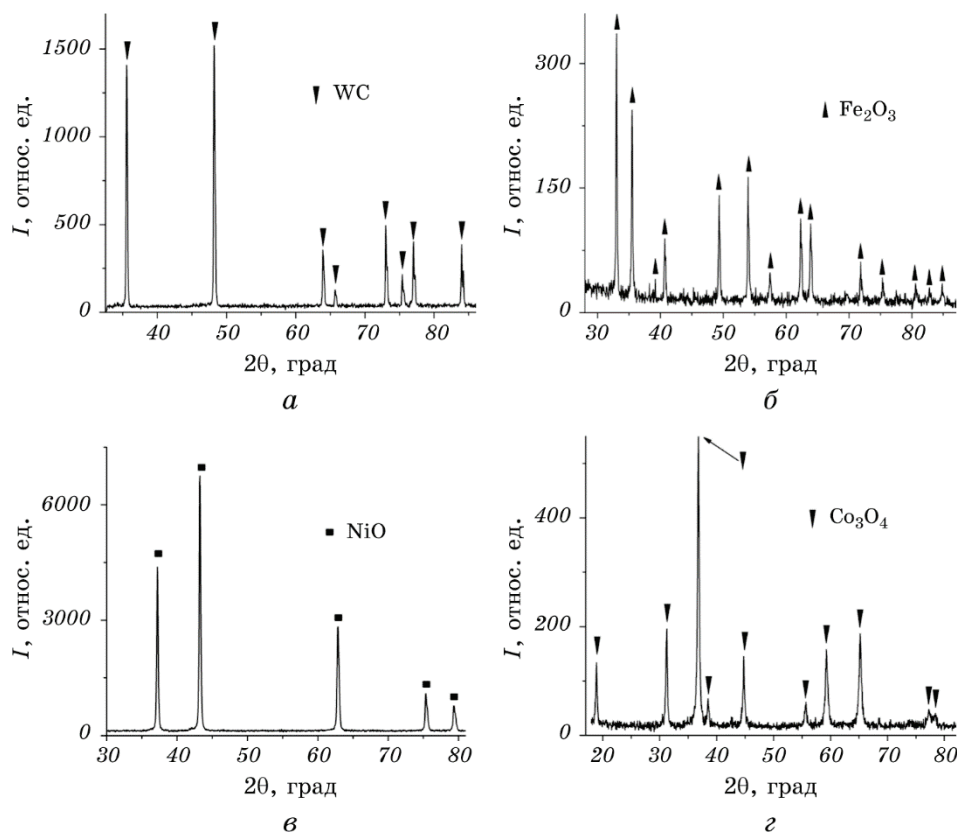 1500
1000
500
0
I, относ. ед.
WC
40 50 60 70 80
2θ, град
а
300
150
0
I, относ. ед.
Fe₂O₃
30 40 50 60 70 80
2θ, град
б
6000
3000
0
I, относ. ед.
NiO
30 40 50 60 70 80
2θ, град
в
400
200
0
I, относ. ед.
Co₃O₄
20 30 40 50 60 70 80
2θ, град
г